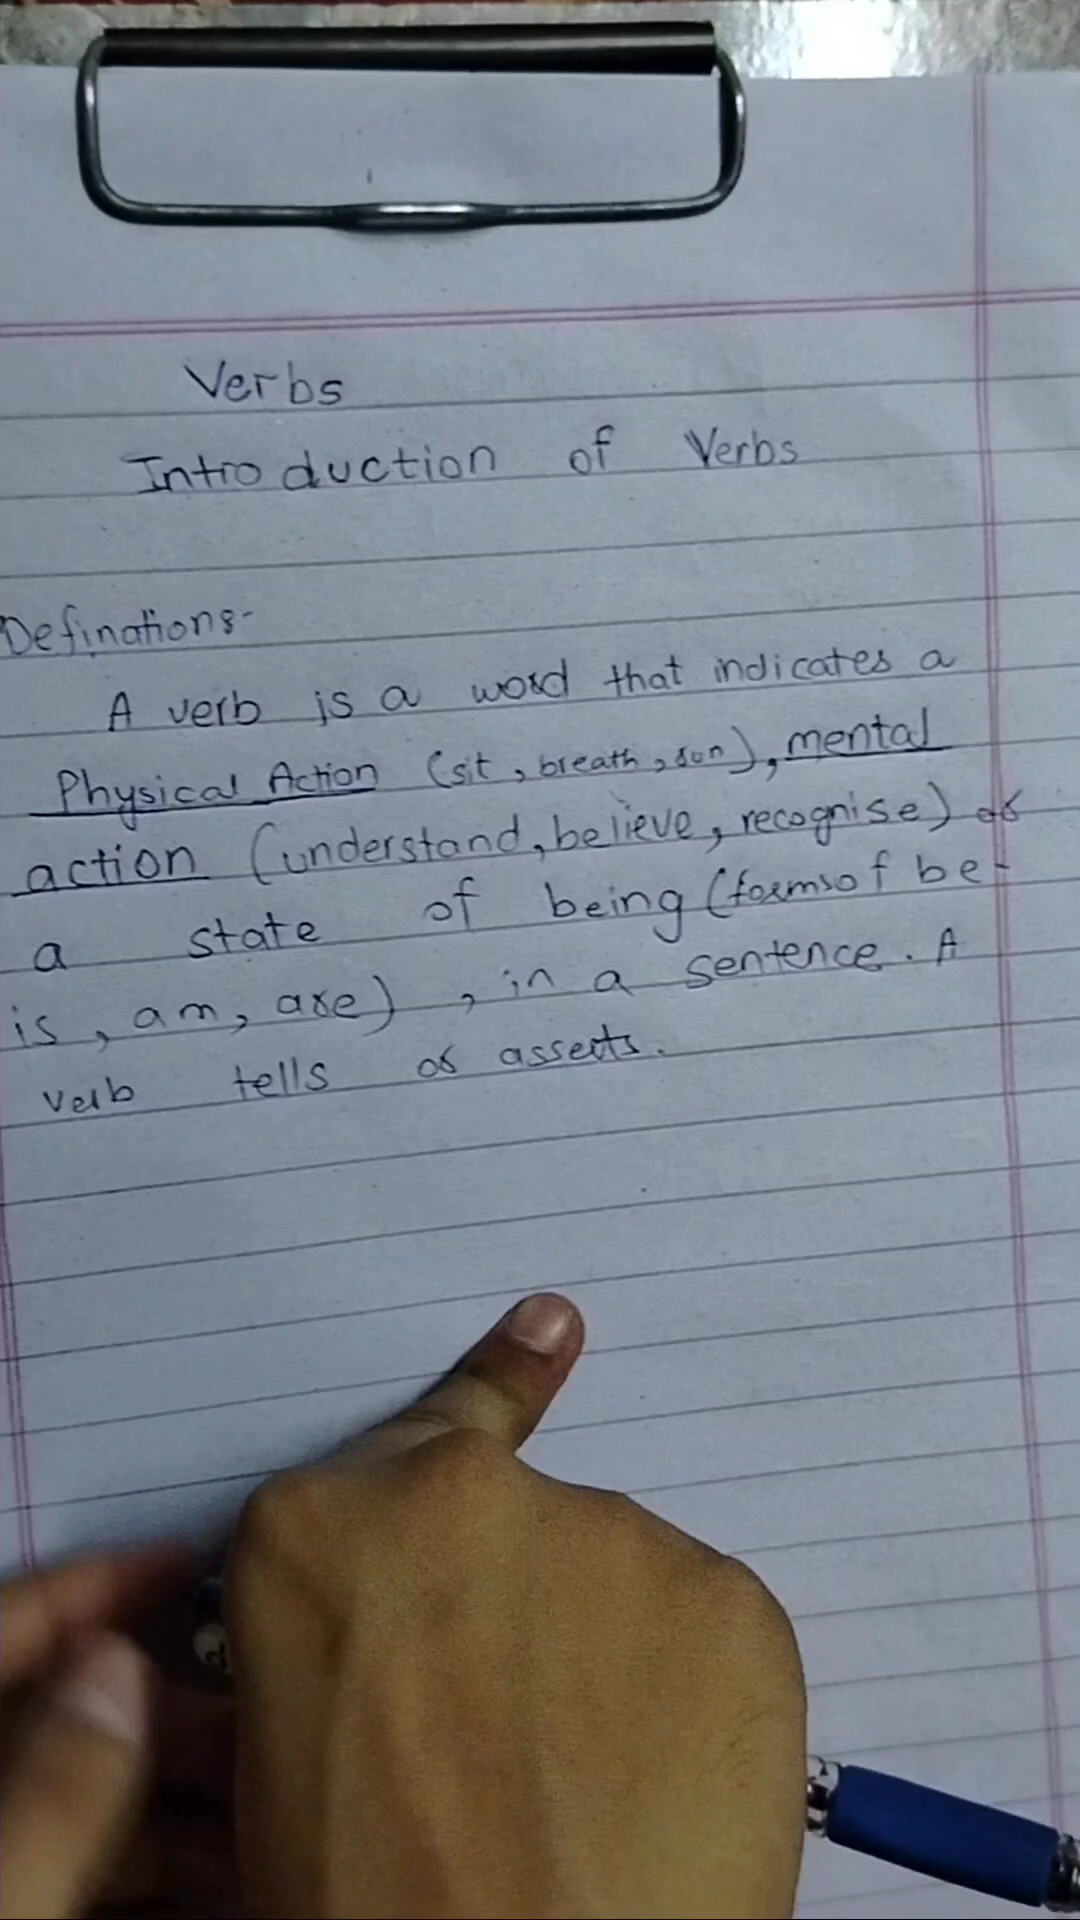 Verbs
Introduction of Verbs
Definations-
A verb is a word that indicates a
Physical Action (sit, breath, run), mental
action (understand, believe, recognise) or
a state of being (forms of be-
is, am, are) , in a sentence. A
verb tells or asserts.